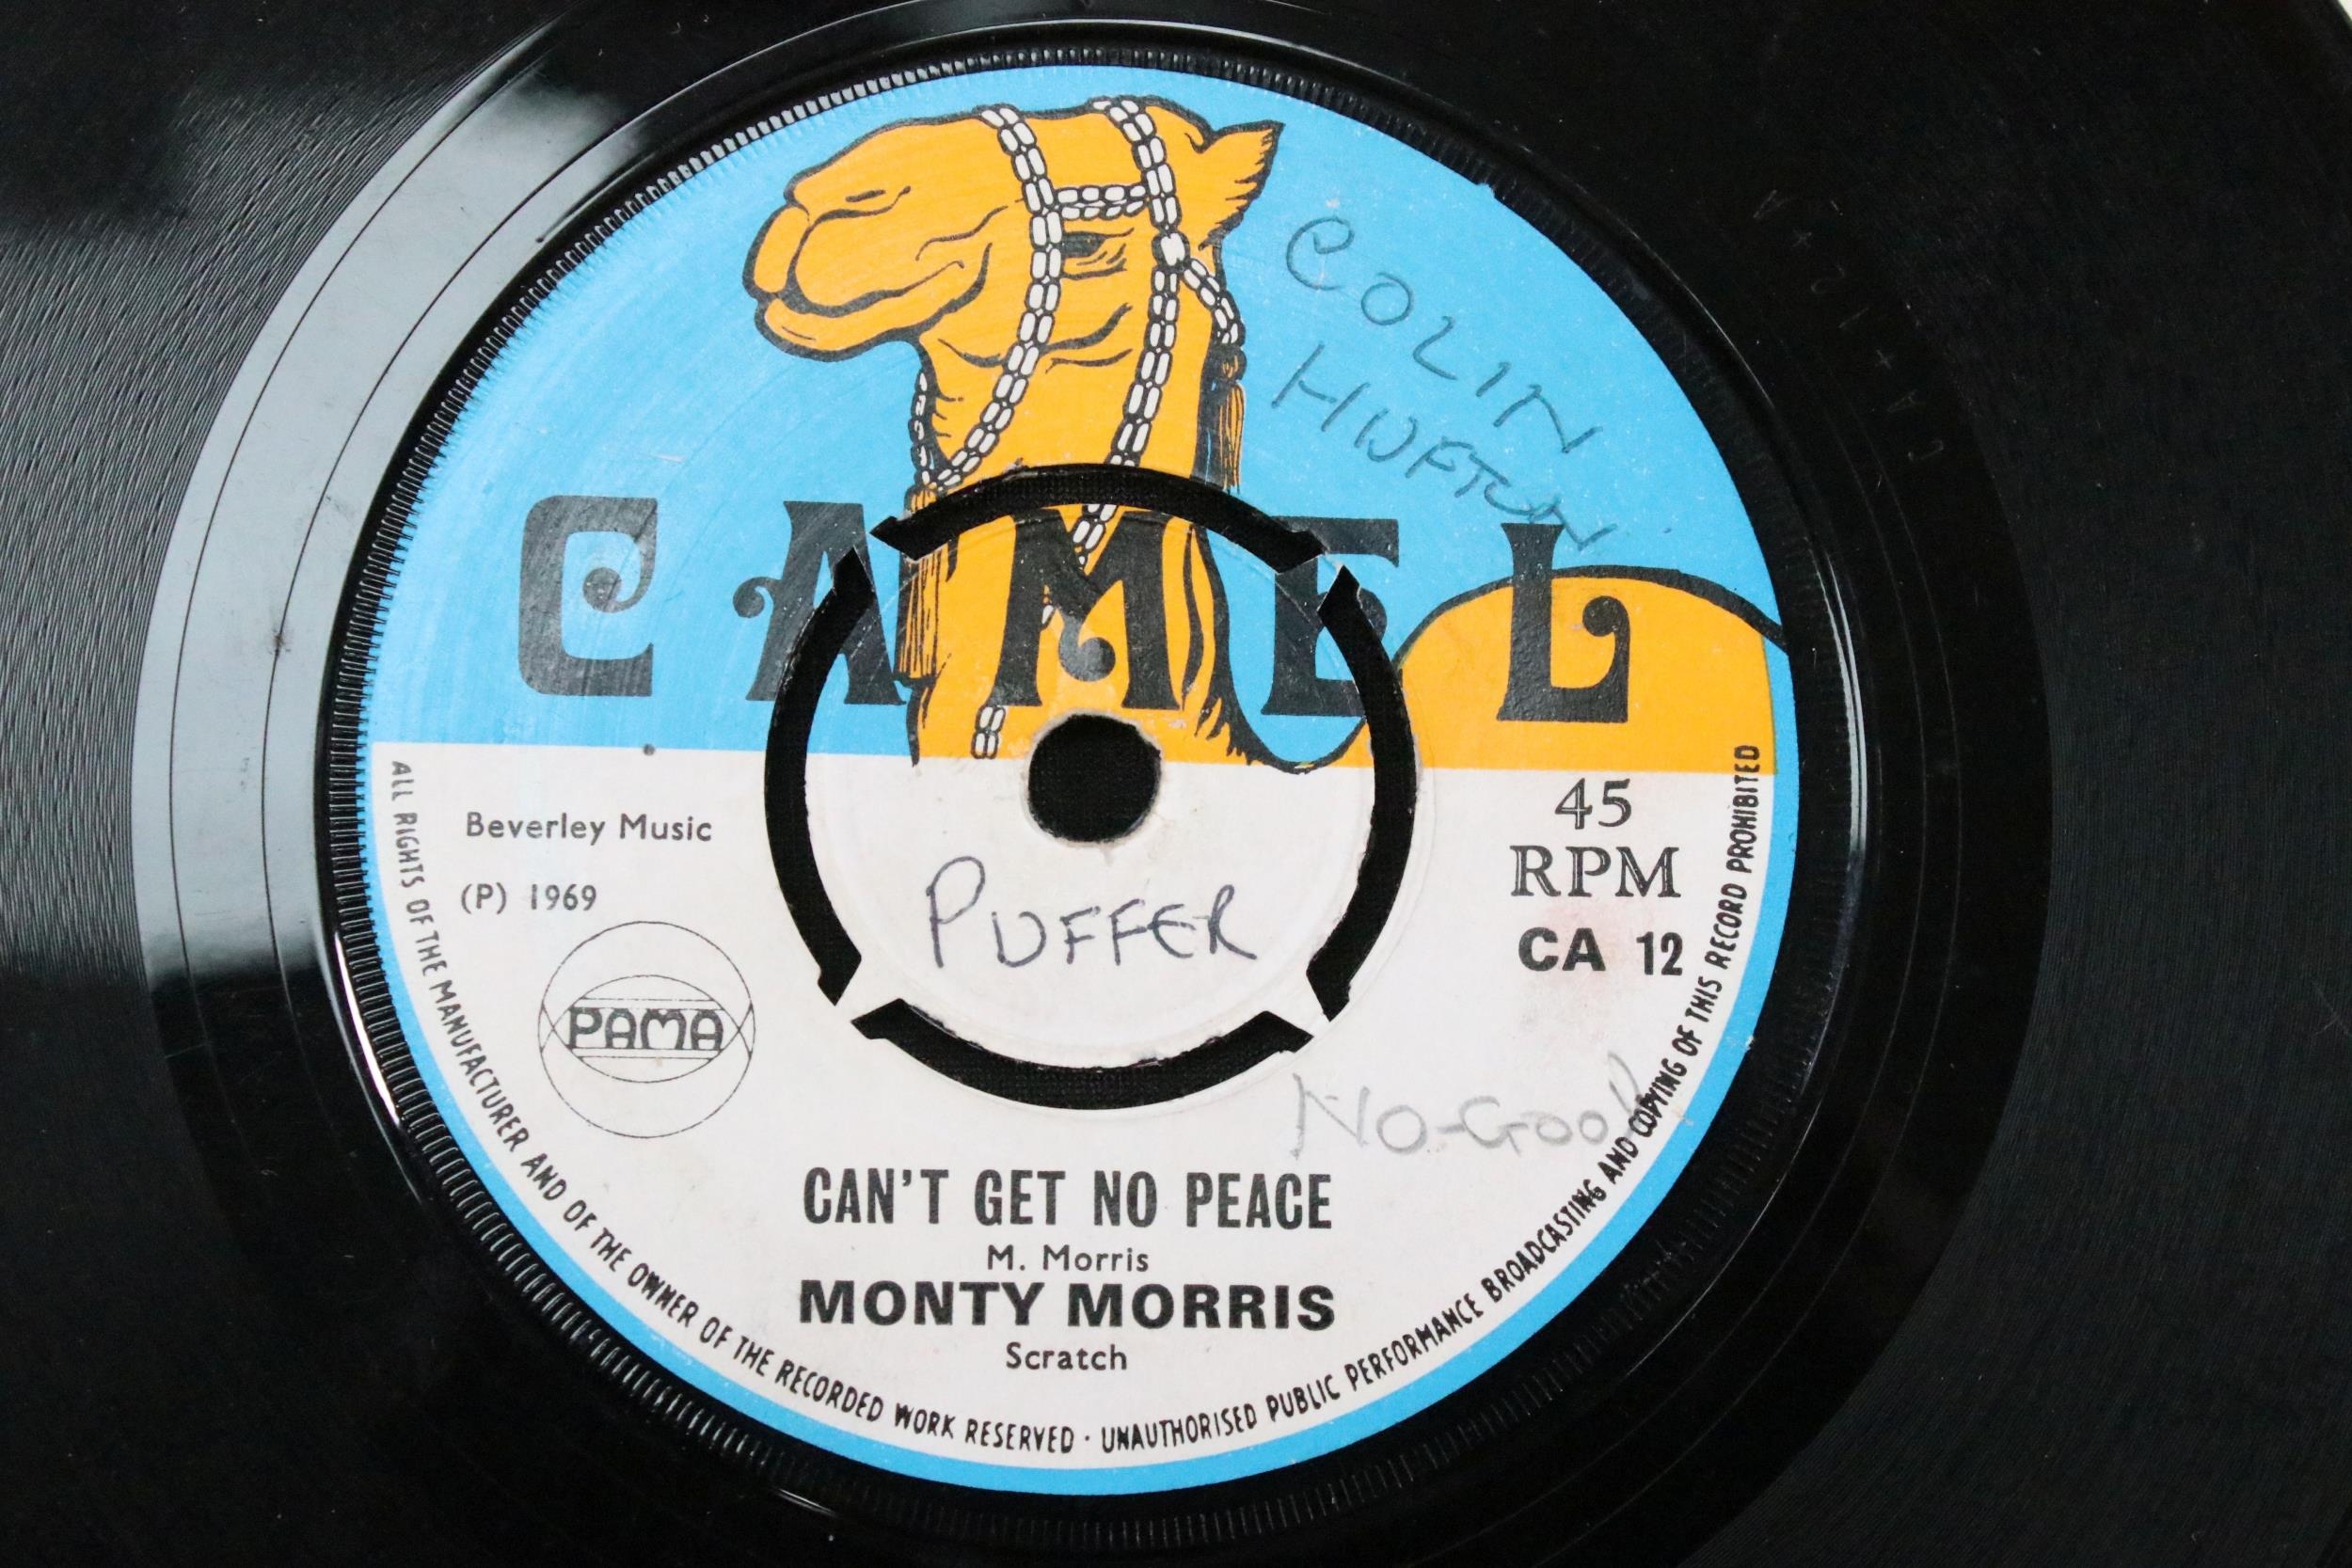 COLIN
HUFTON
CAMEL
Beverley Music
(P) 1969
45
RPM
CA 12
PUFFER
PAMA
NO-GOOD
CAN'T GET NO PEACE
M. Morris
MONTY MORRIS
Scratch
ALL RIGHTS OF THE MANUFACTURER AND OF THE OWNER OF THE RECORDED WORK RESERVED · UNAUTHORISED PUBLIC PERFORMANCE BROADCASTING AND COPYING OF THIS RECORD PROHIBITED